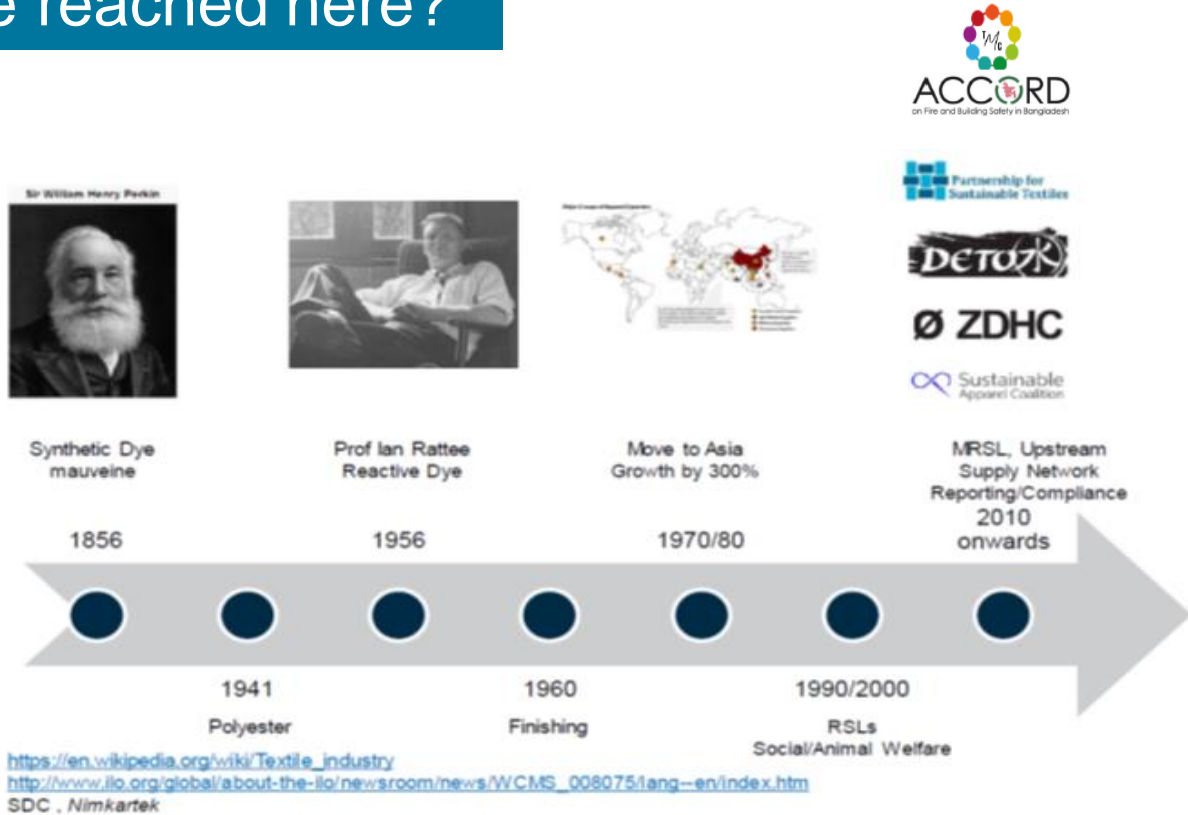 e reached here?
TMC
ACCORD
on Fire and Building Safety in Bangladesh
Sir William Henry Perkin
Partnership for
Sustainable Textiles
DETOX
Ø ZDHC
Sustainable
Apparel Coalition
Synthetic Dye
mauveine
Prof Ian Rattee
Reactive Dye
Move to Asia
Growth by 300%
MRSL, Upstream
Supply Network
Reporting/Compliance
1856
1956
1970/80
2010
onwards
1941
Polyester
1960
Finishing
1990/2000
RSLs
Social/Animal Welfare
https://en.wikipedia.org/wiki/Textile_industry
http://www.ilo.org/global/about-the-ilo/newsroom/news/WCMS_008075/lang--en/index.htm
SDC , Nimkartek